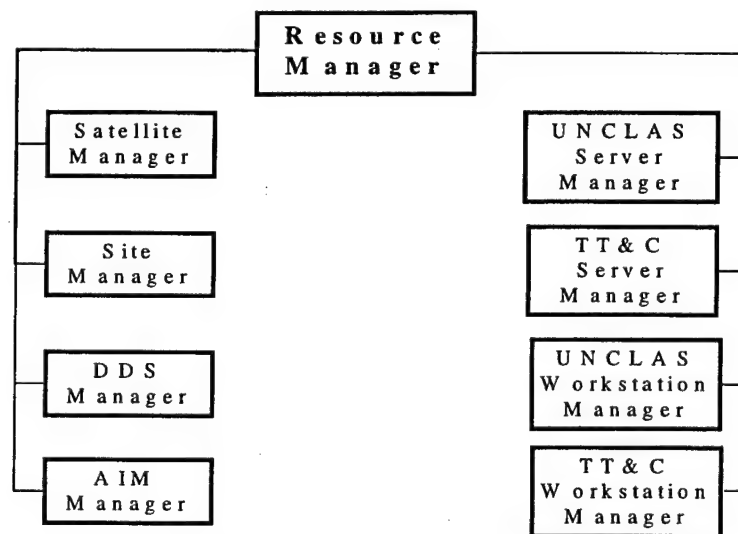 Resource
Manager
Satellite
Manager
Site
Manager
DDS
Manager
AIM
Manager
UNCLAS
Server
Manager
TT&C
Server
Manager
UNCLAS
Workstation
Manager
TT&C
Workstation
Manager